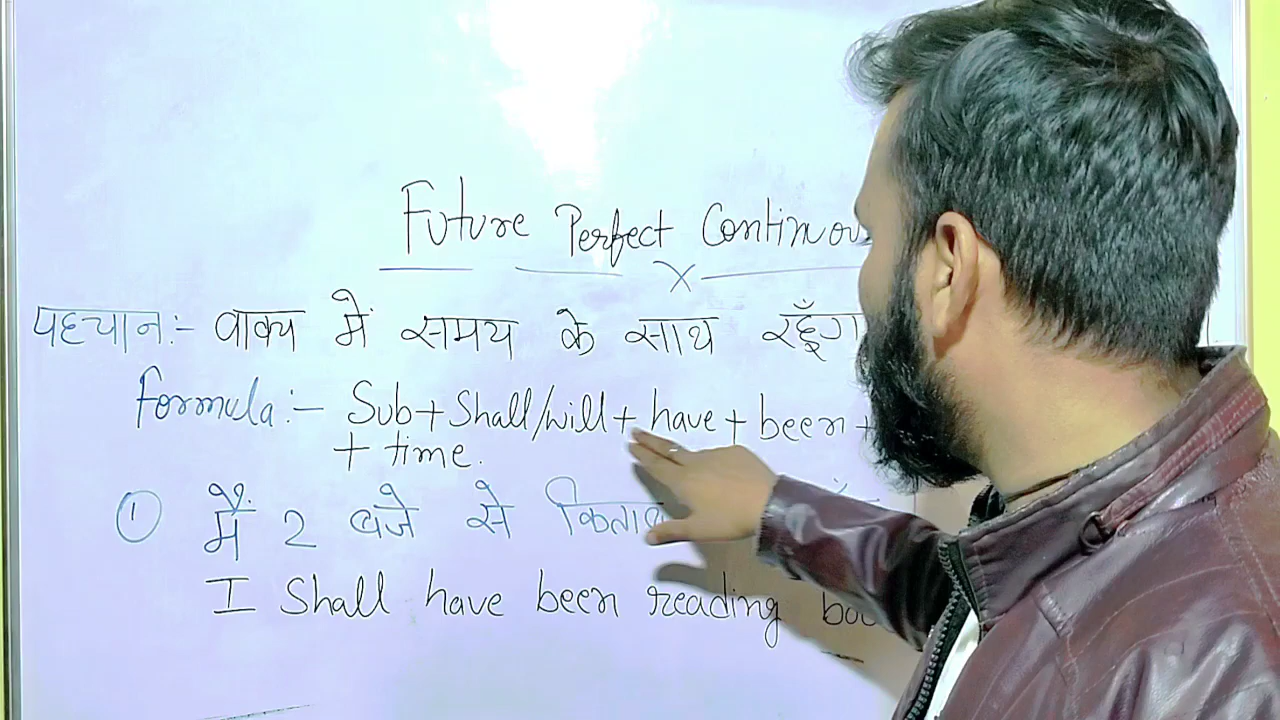 Future Perfect Continuou
X
पहचान:- वाक्य में समय के साथ रहूँग
Formula:- Sub + Shall/will + have + been +
+ time.
① मैं 2 बजे से किताब
I Shall have been reading boo